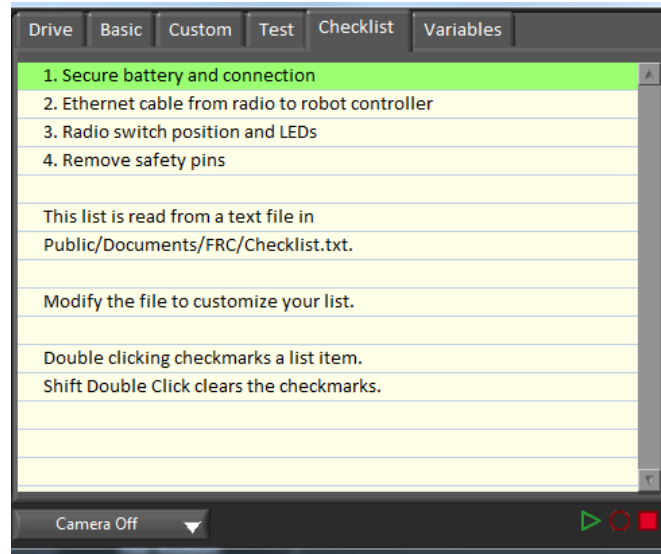 Drive Basic Custom Test Checklist Variables
1. Secure battery and connection
2. Ethernet cable from radio to robot controller
3. Radio switch position and LEDs
4. Remove safety pins
This list is read from a text file in
Public/Documents/FRC/Checklist.txt.
Modify the file to customize your list.
Double clicking checkmarks a list item.
Shift Double Click clears the checkmarks.
Camera Off